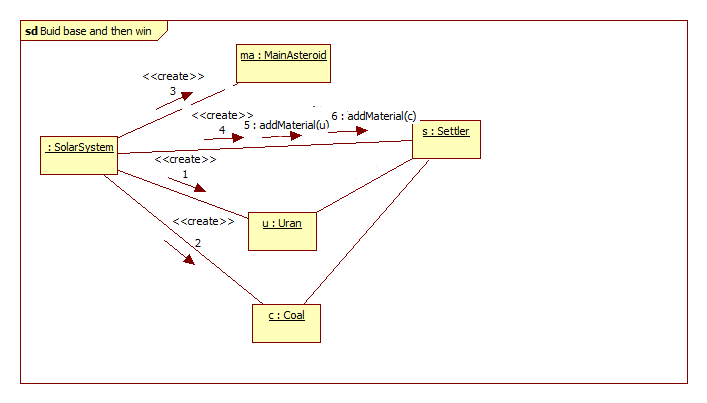 sd Buid base and then win
ma : MainAsteroid
<<create>>
3
<<create>>
4
5 : addMaterial(u)
6 : addMaterial(c)
s : Settler
: SolarSystem
<<create>>
1
u : Uran
<<create>>
2
c : Coal